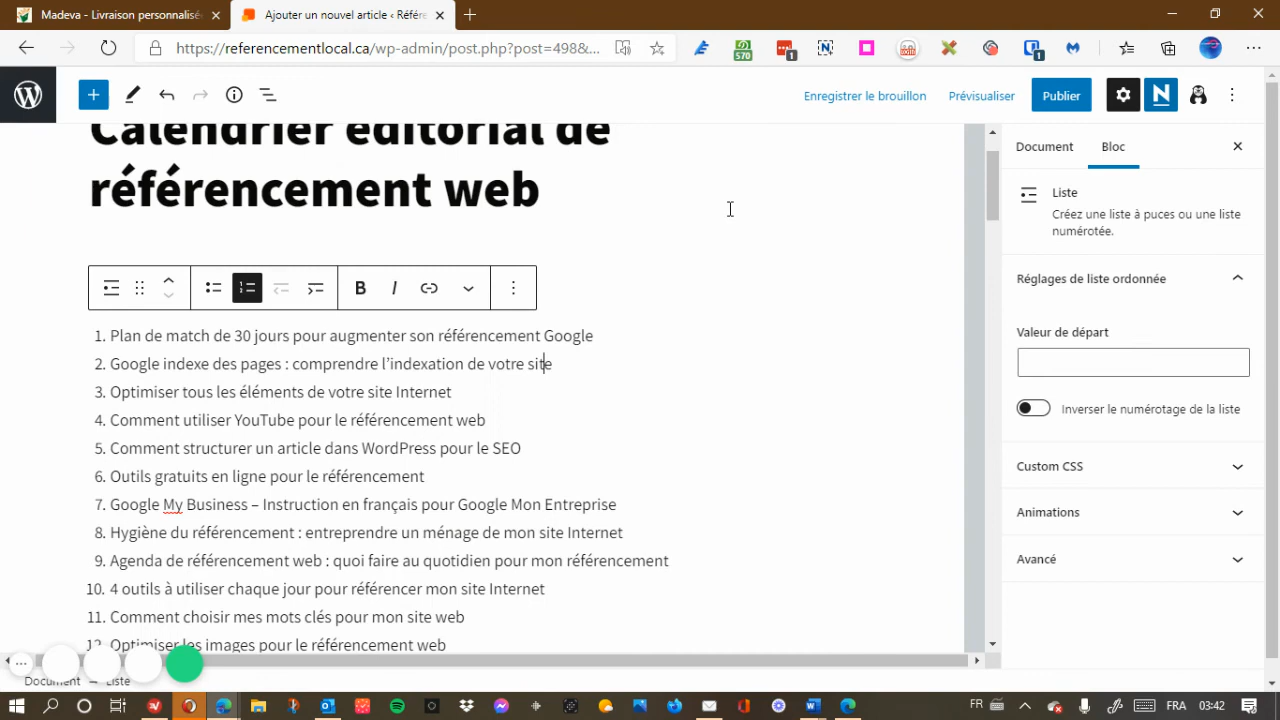 Madeva - Livraison personnalisé
Ajouter un nouvel article ‹ Référe
https://referencementlocal.ca/wp-admin/post.php?post=498&...
570
1
1
Enregistrer le brouillon
Prévisualiser
Publier
Calendrier éditorial de
référencement web
1. Plan de match de 30 jours pour augmenter son référencement Google
2. Google indexe des pages : comprendre l'indexation de votre site
3. Optimiser tous les éléments de votre site Internet
4. Comment utiliser YouTube pour le référencement web
5. Comment structurer un article dans WordPress pour le SEO
6. Outils gratuits en ligne pour le référencement
7. Google My Business – Instruction en français pour Google Mon Entreprise
8. Hygiène du référencement : entreprendre un ménage de mon site Internet
9. Agenda de référencement web : quoi faire au quotidien pour mon référencement
10. 4 outils à utiliser chaque jour pour référencer mon site Internet
11. Comment choisir mes mots clés pour mon site web
12. Optimiser les images pour le référencement web
Document
Bloc
Liste
Créez une liste à puces ou une liste
numérotée.
Réglages de liste ordonnée
Valeur de départ
Inverser le numérotage de la liste
Custom CSS
Animations
Avancé
Document → Liste
FR
FRA
03:42